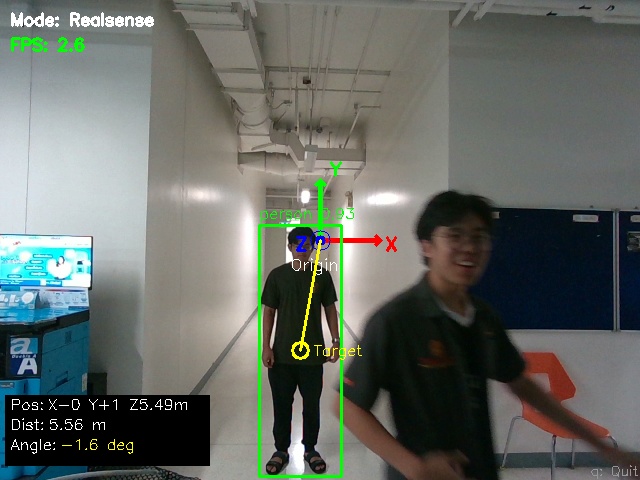 Mode: Realsense
FPS: 2.6
Y
person 0.93
Z
X
Origin
Target
a
A
Double A
Pos: X-0 Y+1 Z5.49m
Dist: 5.56 m
Angle: -1.6 deg
q: Quit